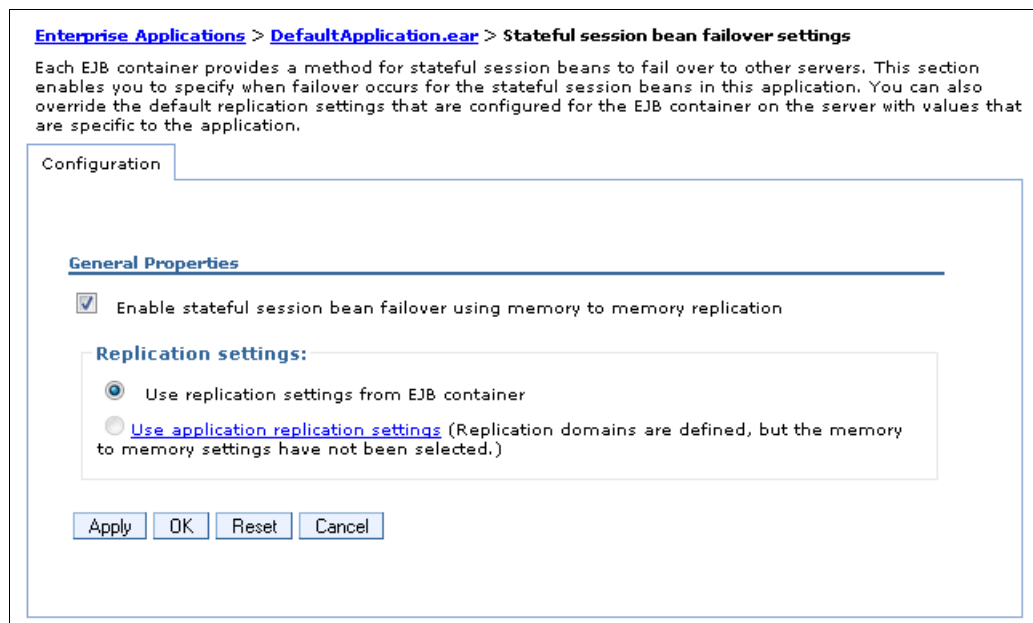 Enterprise Applications > DefaultApplication.ear > Stateful session bean failover settings
Each EJB container provides a method for stateful session beans to fail over to other servers. This section
enables you to specify when failover occurs for the stateful session beans in this application. You can also
override the default replication settings that are configured for the EJB container on the server with values that
are specific to the application.
Configuration
General Properties
Enable stateful session bean failover using memory to memory replication
Replication settings:
Use replication settings from EJB container
Use application replication settings (Replication domains are defined, but the memory
to memory settings have not been selected.)
Apply OK Reset Cancel